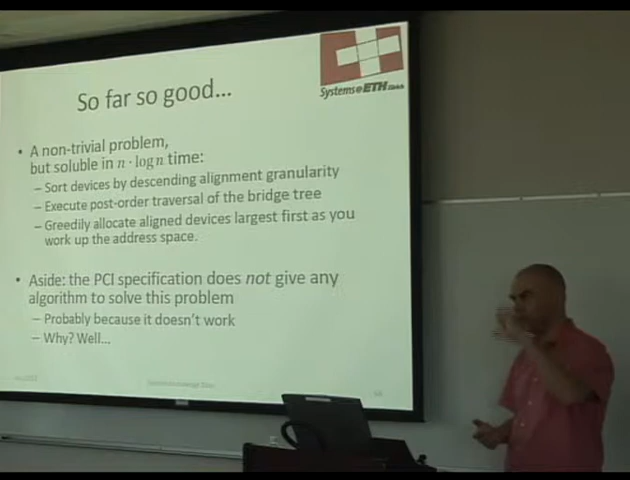 So far so good...
Systems@ETH
• A non-trivial problem,
but soluble in n · log n time:
– Sort devices by descending alignment granularity
– Execute post-order traversal of the bridge tree
– Greedily allocate aligned devices largest first as you
work up the address space.
• Aside: the PCI specification does not give any
algorithm to solve this problem
– Probably because it doesn't work
– Why? Well...